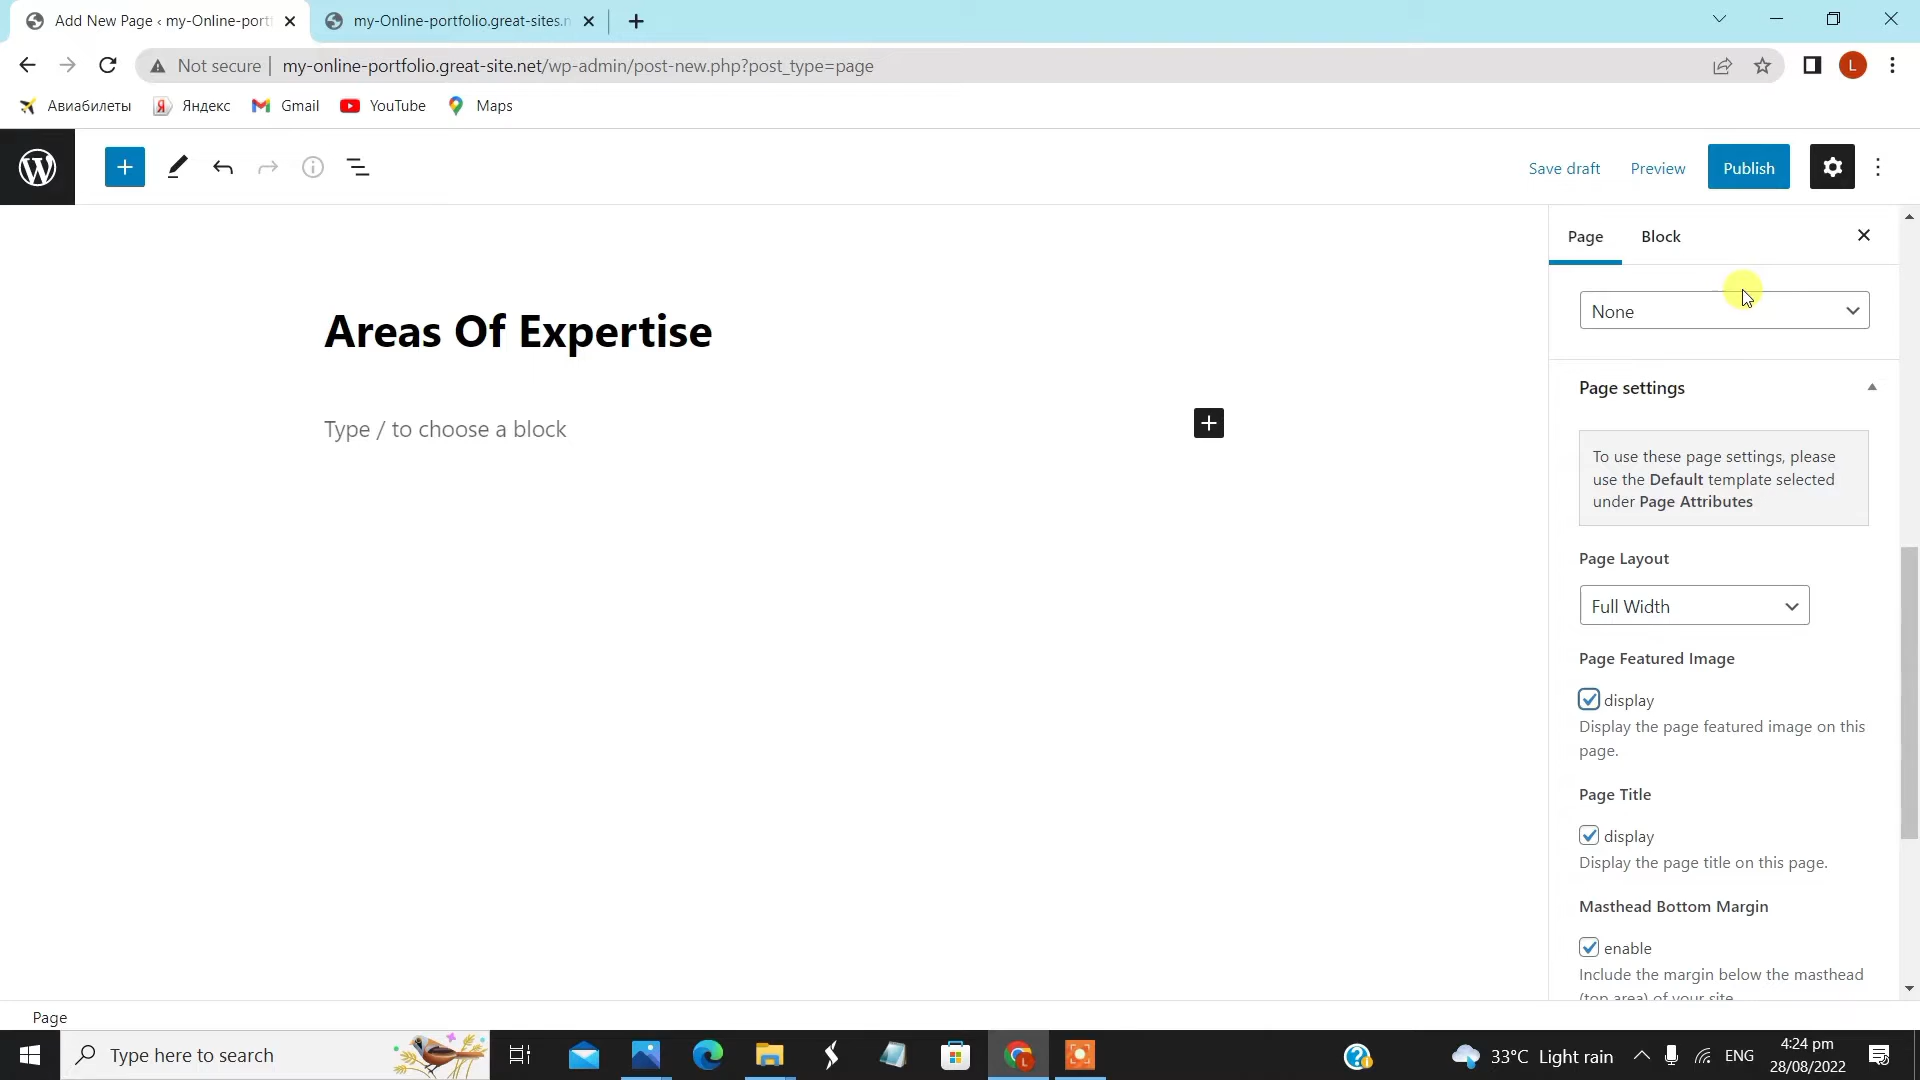 Add New Page ‹ my-Online-port
my-Online-portfolio.great-sites.n
Not secure
my-online-portfolio.great-site.net/wp-admin/post-new.php?post_type=page
L
Авиабилеты
Яндекс
Gmail
YouTube
Maps
Save draft
Preview
Publish
Page
Block
None
Areas Of Expertise
Type / to choose a block
Page settings
To use these page settings, please
use the Default template selected
under Page Attributes
Page Layout
Full Width
Page Featured Image
display
Display the page featured image on this
page.
Page Title
display
Display the page title on this page.
Masthead Bottom Margin
enable
Include the margin below the masthead
(top area) of your site
Page
Type here to search
33°C Light rain
ENG
4:24 pm
28/08/2022